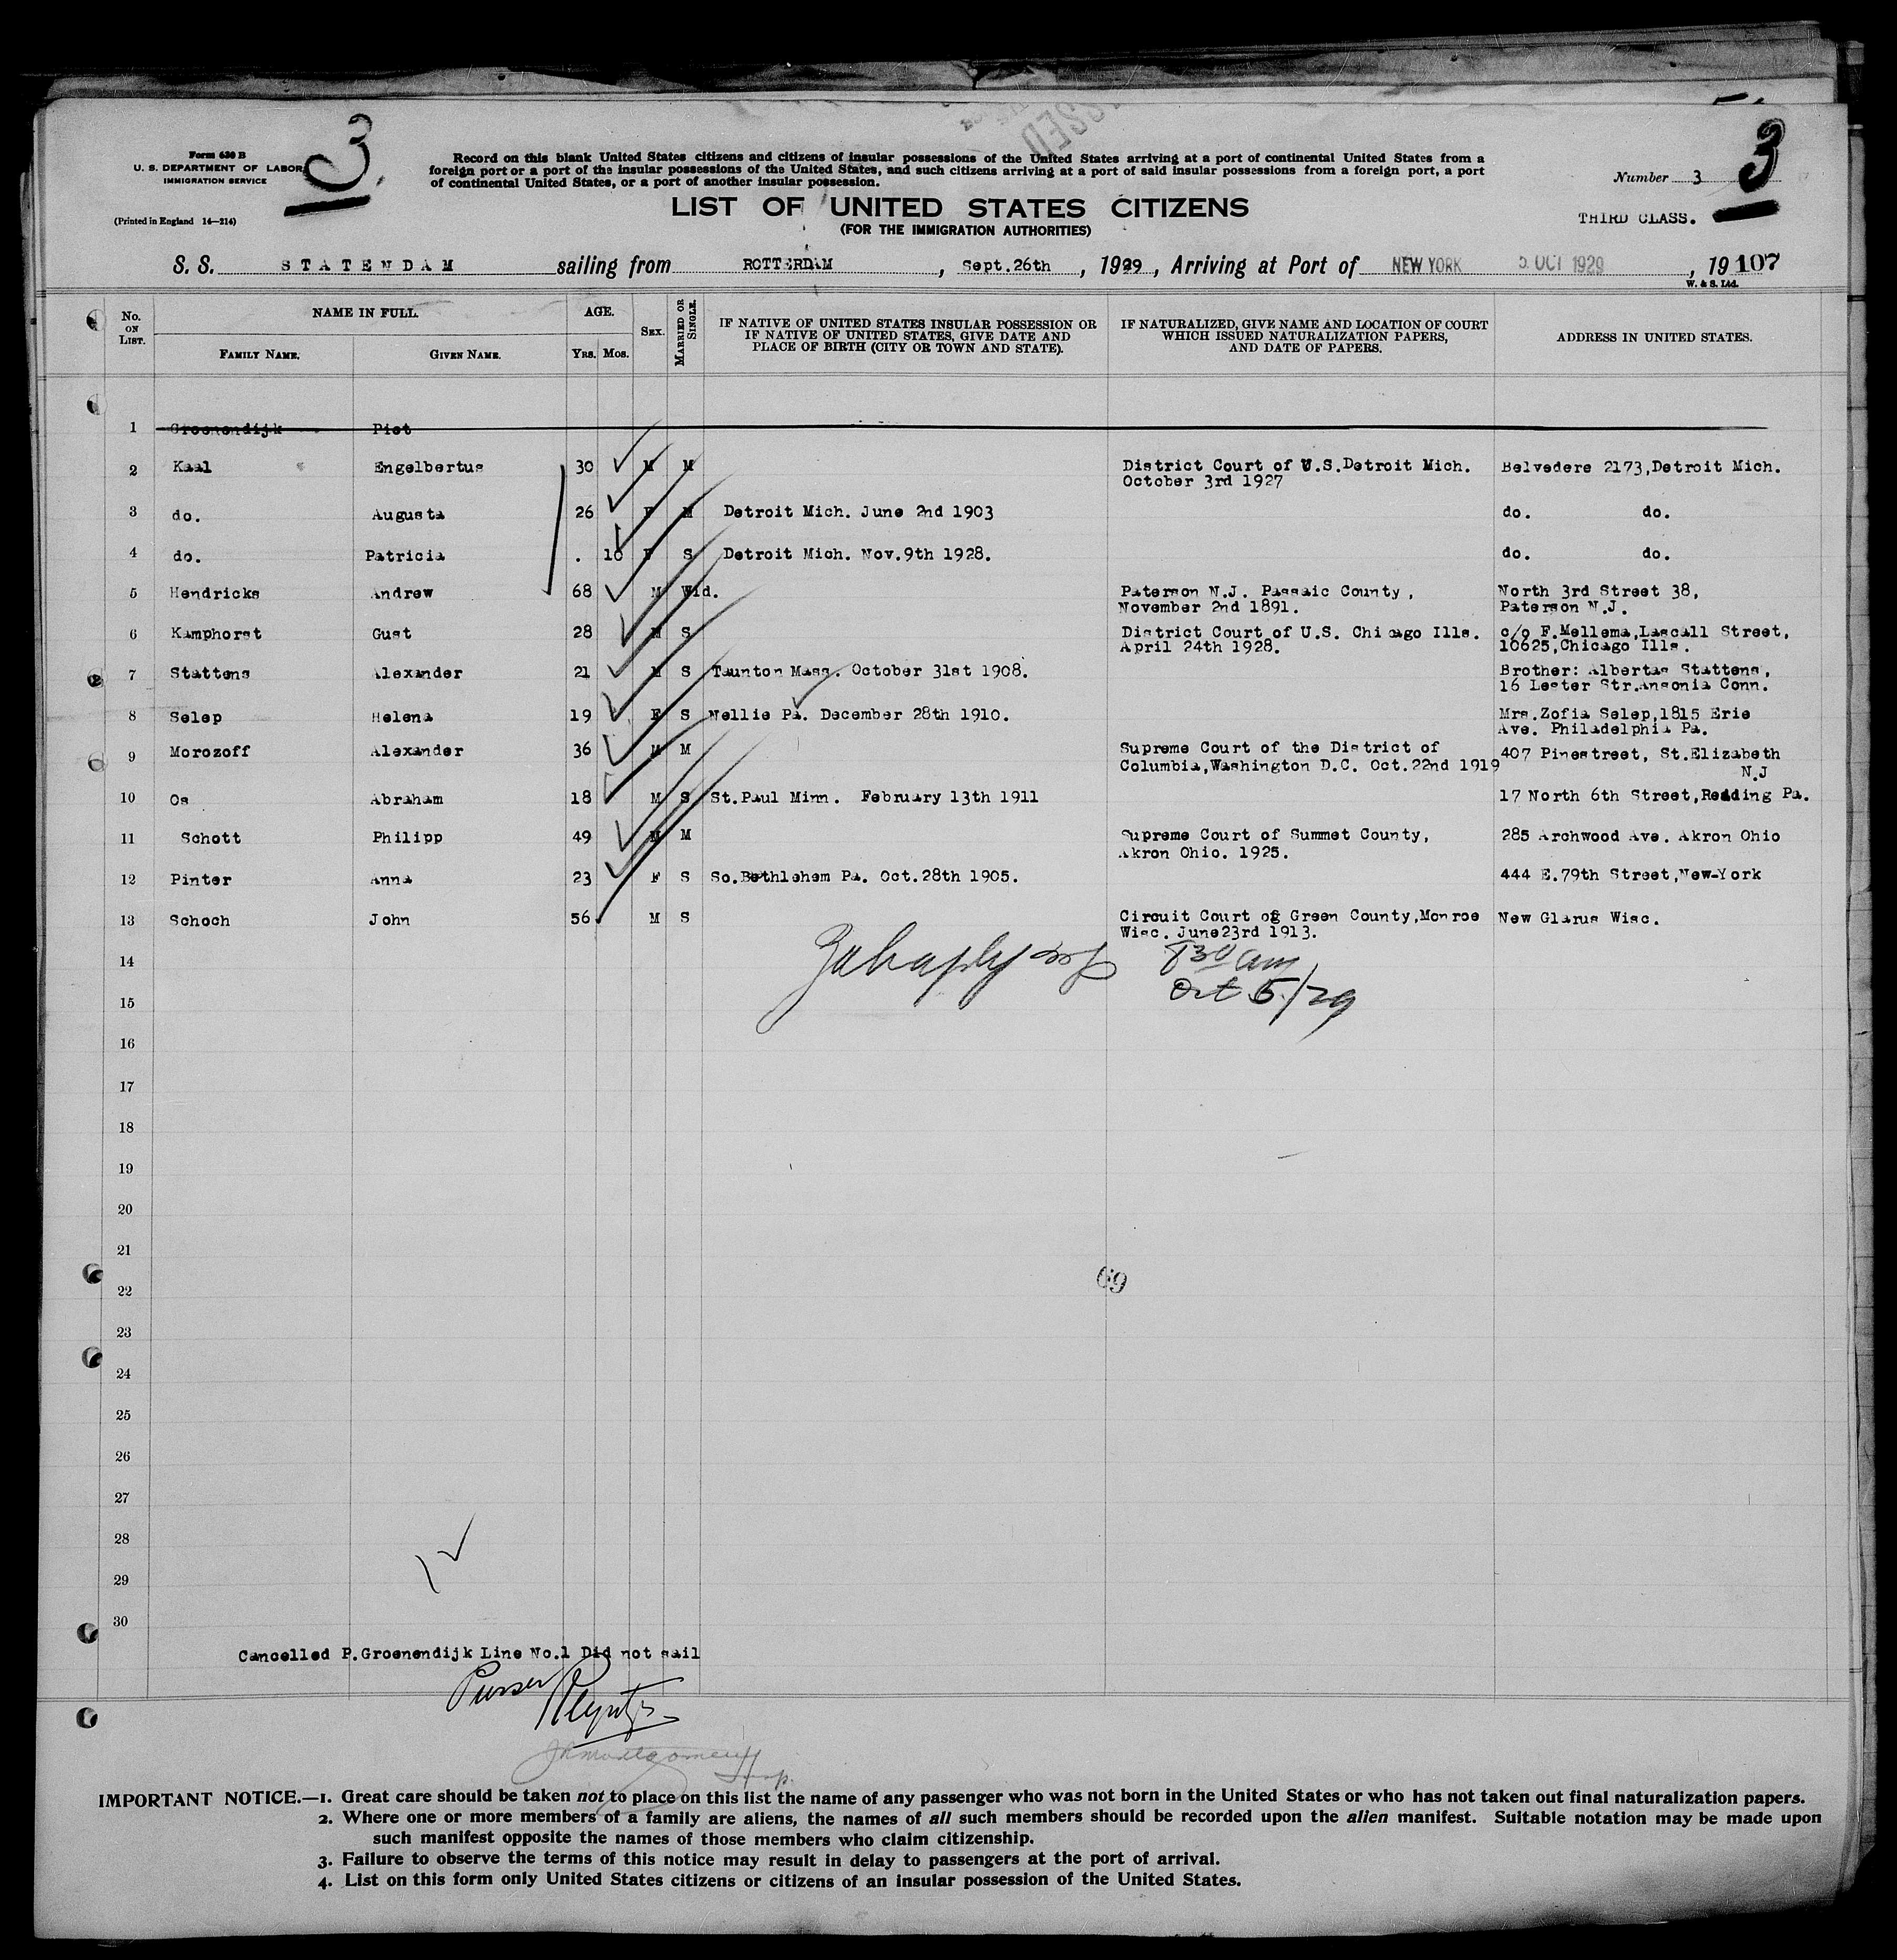 Form 630 B
U. S. DEPARTMENT OF LABOR
IMMIGRATION SERVICE
(Printed in England 14—214)
3
Record on this blank United States citizens and citizens of insular possessions of the United States arriving at a port of continental United States from a
foreign port or a port of the insular possessions of the United States, and such citizens arriving at a port of said insular possessions from a foreign port, a port
of continental United States, or a port of another insular possession.
LIST OF UNITED STATES CITIZENS
(FOR THE IMMIGRATION AUTHORITIES)
Number 3
3
THIRD CLASS.
S. S. STATENDAM sailing from ROTTERDAM, Sept.26th, 1929, Arriving at Port of NEW YORK 5 OCT 1929, 19 107
W. & S. Ltd.
No. ON LIST.
NAME IN FULL.
FAMILY NAME. GIVEN NAME.
AGE.
YRS. MOS.
SEX.
MARRIED OR SINGLE.
IF NATIVE OF UNITED STATES INSULAR POSSESSION OR
IF NATIVE OF UNITED STATES, GIVE DATE AND
PLACE OF BIRTH (CITY OR TOWN AND STATE).
IF NATURALIZED, GIVE NAME AND LOCATION OF COURT
WHICH ISSUED NATURALIZATION PAPERS,
AND DATE OF PAPERS.
ADDRESS IN UNITED STATES.
1 Groenendijk Piet
2 Kaal Engelbertus 30 M M District Court of U.S.Detroit Mich. Belvedere 2173,Detroit Mich.
October 3rd 1927
3 do. Augusta 26 F M Detroit Mich. June 2nd 1903 do. do.
4 do. Patricia . 10 F S Detroit Mich. Nov.9th 1928. do. do.
5 Hendricks Andrew 68 M Wid. Paterson N.J. Passaic County, North 3rd Street 38,
November 2nd 1891. Paterson N.J.
6 Kamphorst Gust 28 M S District Court of U.S. Chicago Ills. c/o F.Mellema,Lascall Street,
April 24th 1928. 10625,Chicago Ills.
7 Stattens Alexander 21 M S Taunton Mass. October 31st 1908. Brother: Albertas Stattens,
16 Lester Str.Ansonia Conn.
8 Selep Helena 19 F S Wellie Pa. December 28th 1910. Mrs.Zofia Selep,1815 Erie
Ave. Philadelphia Pa.
9 Morozoff Alexander 36 M M Supreme Court of the District of 407 Pinestreet, St.Elizabeth
Columbia,Washington D.C. Oct.22nd 1919 N.J
10 Os Abraham 18 M S St.Paul Minn. February 13th 1911 17 North 6th Street,Redding Pa.
11 Schott Philipp 49 M M Supreme Court of Summet County, 285 Archwood Ave. Akron Ohio
Akron Ohio. 1925.
12 Pinter Anna 23 F S So.Bethlehem Pa. Oct.28th 1905. 444 E.79th Street,New-York
13 Schoch John 56 M S Circuit Court og Green County,Monroe New Glarus Wisc.
Wisc. June23rd 1913.
14 830 am
15 Oct 5/29
16
17
18
19
20
21
22
69
23
24
25
26
27
28
29
30
Cancelled P.Groenendijk Line No.1 Did not sail
Purser
JRMontgomery
Insp.
IMPORTANT NOTICE.—1. Great care should be taken not to place on this list the name of any passenger who was not born in the United States or who has not taken out final naturalization papers.
2. Where one or more members of a family are aliens, the names of all such members should be recorded upon the alien manifest. Suitable notation may be made upon
such manifest opposite the names of those members who claim citizenship.
3. Failure to observe the terms of this notice may result in delay to passengers at the port of arrival.
4. List on this form only United States citizens or citizens of an insular possession of the United States.